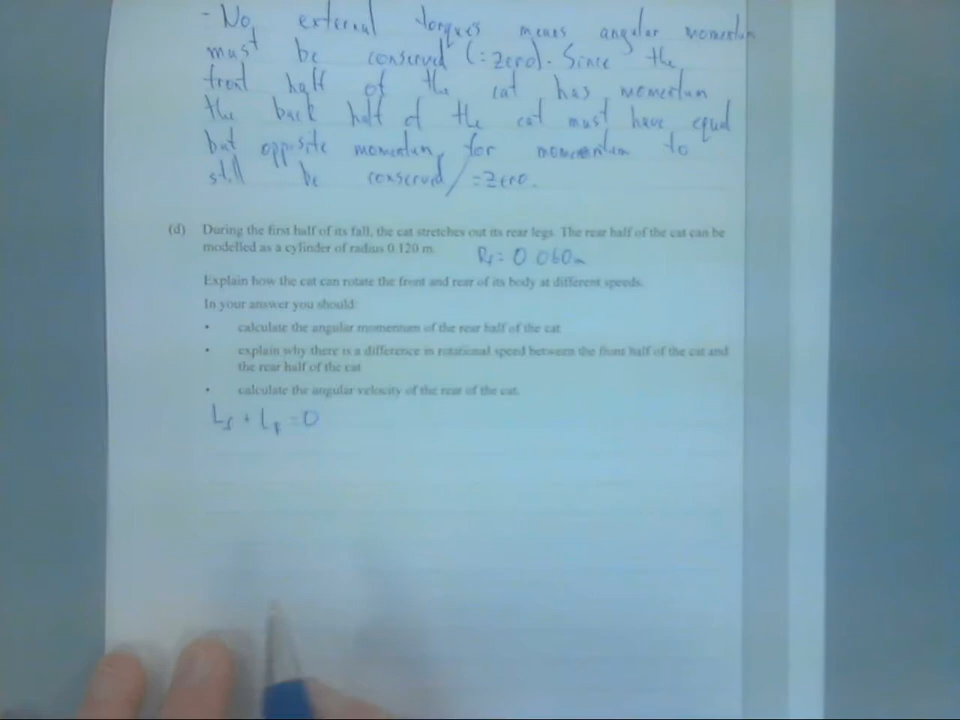 - No external torques means angular momentum
must be conserved (=zero). Since the
front half of the cat has momentum
the back half of the cat must have equal
but opposite momentum, for momentum to
still be conserved/=zero.
(d) During the first half of its fall, the cat stretches out its rear legs. The rear half of the cat can be
modelled as a cylinder of radius 0.120 m. Rf = 0.060m
Explain how the cat can rotate the front and rear of its body at different speeds.
In your answer you should:
• calculate the angular momentum of the rear half of the cat
• explain why there is a difference in rotational speed between the front half of the cat and
the rear half of the cat
• calculate the angular velocity of the rear of the cat.
Lf + Lr = 0